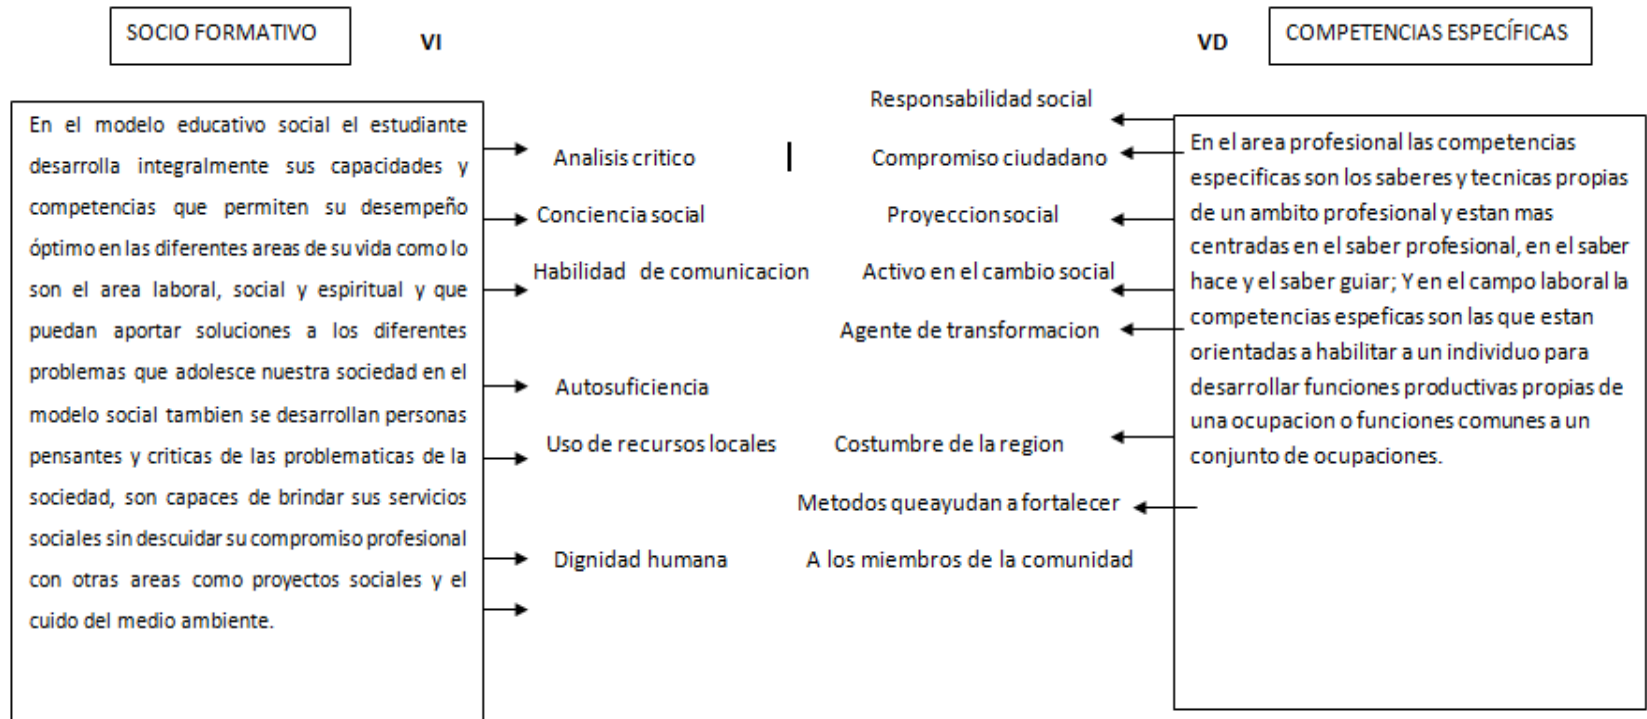 SOCIO FORMATIVO
VI
VD
COMPETENCIAS ESPECÍFICAS
En el modelo educativo social el estudiante
desarrolla integralmente sus capacidades y
competencias que permiten su desempeño
óptimo en las diferentes areas de su vida como lo
son el area laboral, social y espiritual y que
puedan aportar soluciones a los diferentes
problemas que adolesce nuestra sociedad en el
modelo social tambien se desarrollan personas
pensantes y criticas de las problematicas de la
sociedad, son capaces de brindar sus servicios
sociales sin descuidar su compromiso profesional
con otras areas como proyectos sociales y el
cuido del medio ambiente.
Analisis critico
Conciencia social
Habilidad de comunicacion
Autosuficiencia
Uso de recursos locales
Dignidad humana
Responsabilidad social
Compromiso ciudadano
Proyeccion social
Activo en el cambio social
Agente de transformacion
Costumbre de la region
Metodos queayudan a fortalecer
A los miembros de la comunidad
En el area profesional las competencias
especificas son los saberes y tecnicas propias
de un ambito profesional y estan mas
centradas en el saber profesional, en el saber
hace y el saber guiar; Y en el campo laboral la
competencias espeficas son las que estan
orientadas a habilitar a un individuo para
desarrollar funciones productivas propias de
una ocupacion o funciones comunes a un
conjunto de ocupaciones.